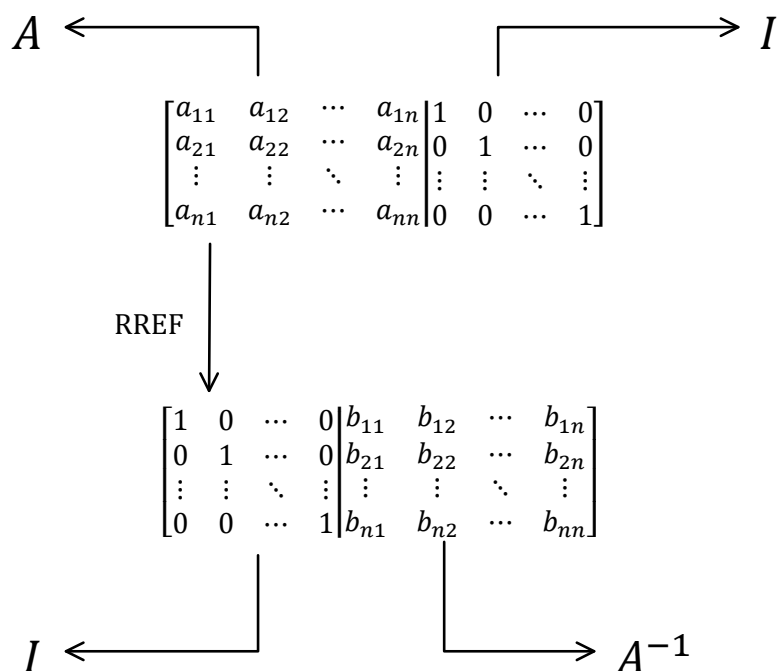 A I
a₁₁ a₁₂ ⋯ a₁ₙ 1 0 ⋯ 0
a₂₁ a₂₂ ⋯ a₂ₙ 0 1 ⋯ 0
⋮ ⋮ ⋱ ⋮ ⋮ ⋮ ⋱ ⋮
aₙ₁ aₙ₂ ⋯ aₙₙ 0 0 ⋯ 1
RREF
1 0 ⋯ 0 b₁₁ b₁₂ ⋯ b₁ₙ
0 1 ⋯ 0 b₂₁ b₂₂ ⋯ b₂ₙ
⋮ ⋮ ⋱ ⋮ ⋮ ⋮ ⋱ ⋮
0 0 ⋯ 1 bₙ₁ bₙ₂ ⋯ bₙₙ
I A⁻¹